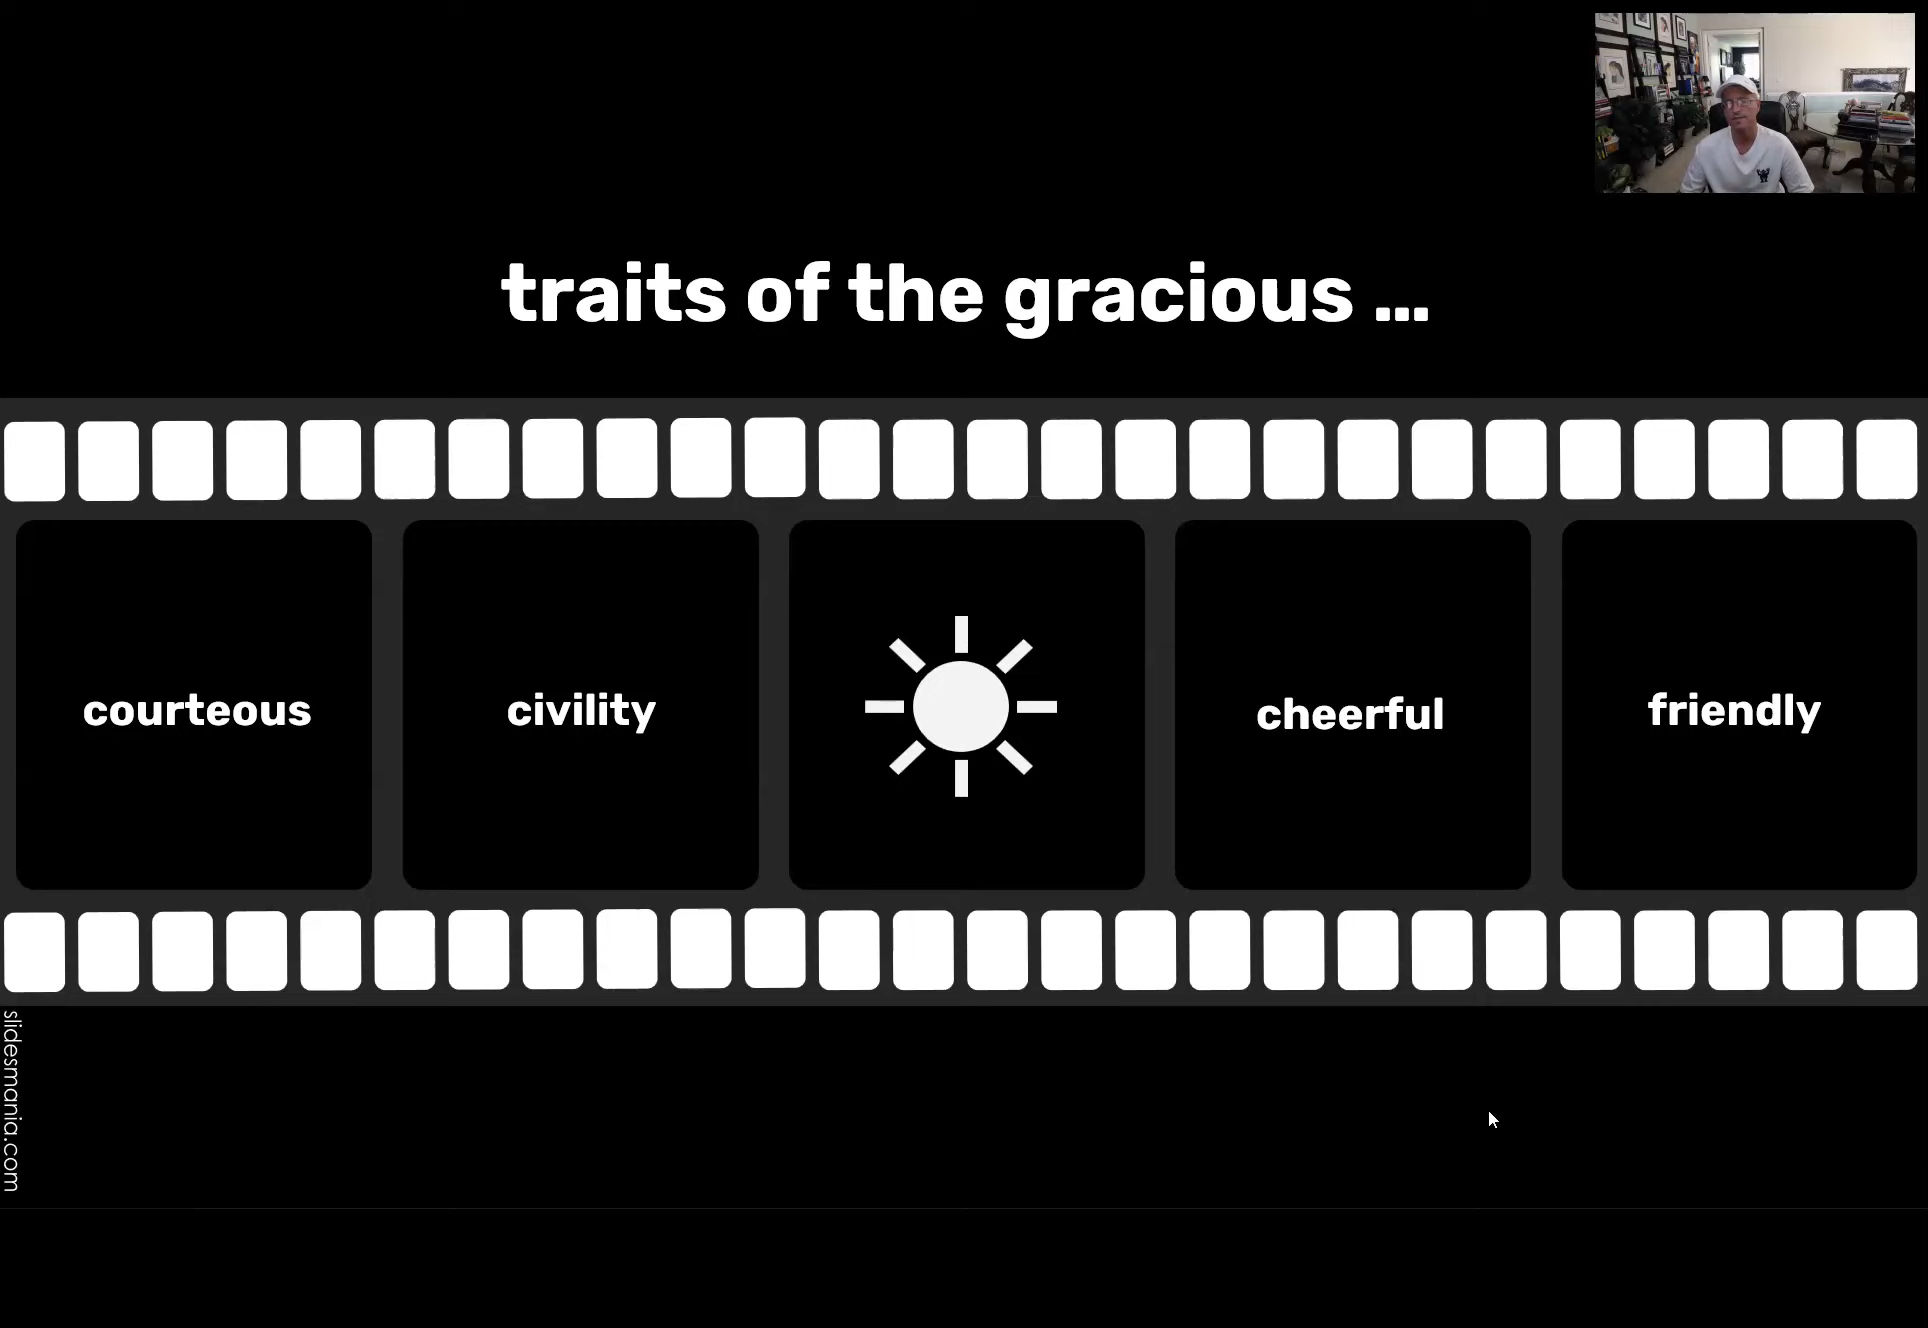 traits of the gracious ...
courteous
civility
cheerful
friendly
slidesmania.com